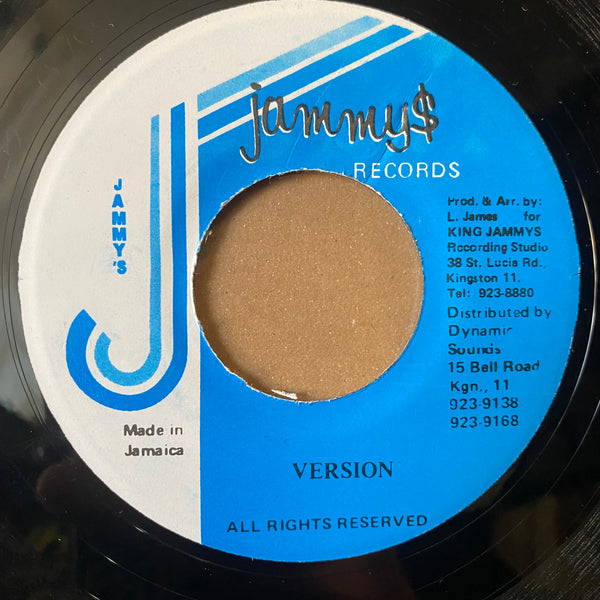 jammy$
RECORDS
JAMMY'S
Prod. & Arr. by:
L. James for
KING JAMMYS
Recording Studio
38 St. Lucia Rd.,
Kingston 11.
Tel: 923-8880
Distributed by
Dynamic
Sounds
15 Bell Road
Kgn., 11
923-9138
923-9168
Made in
Jamaica
VERSION
ALL RIGHTS RESERVED